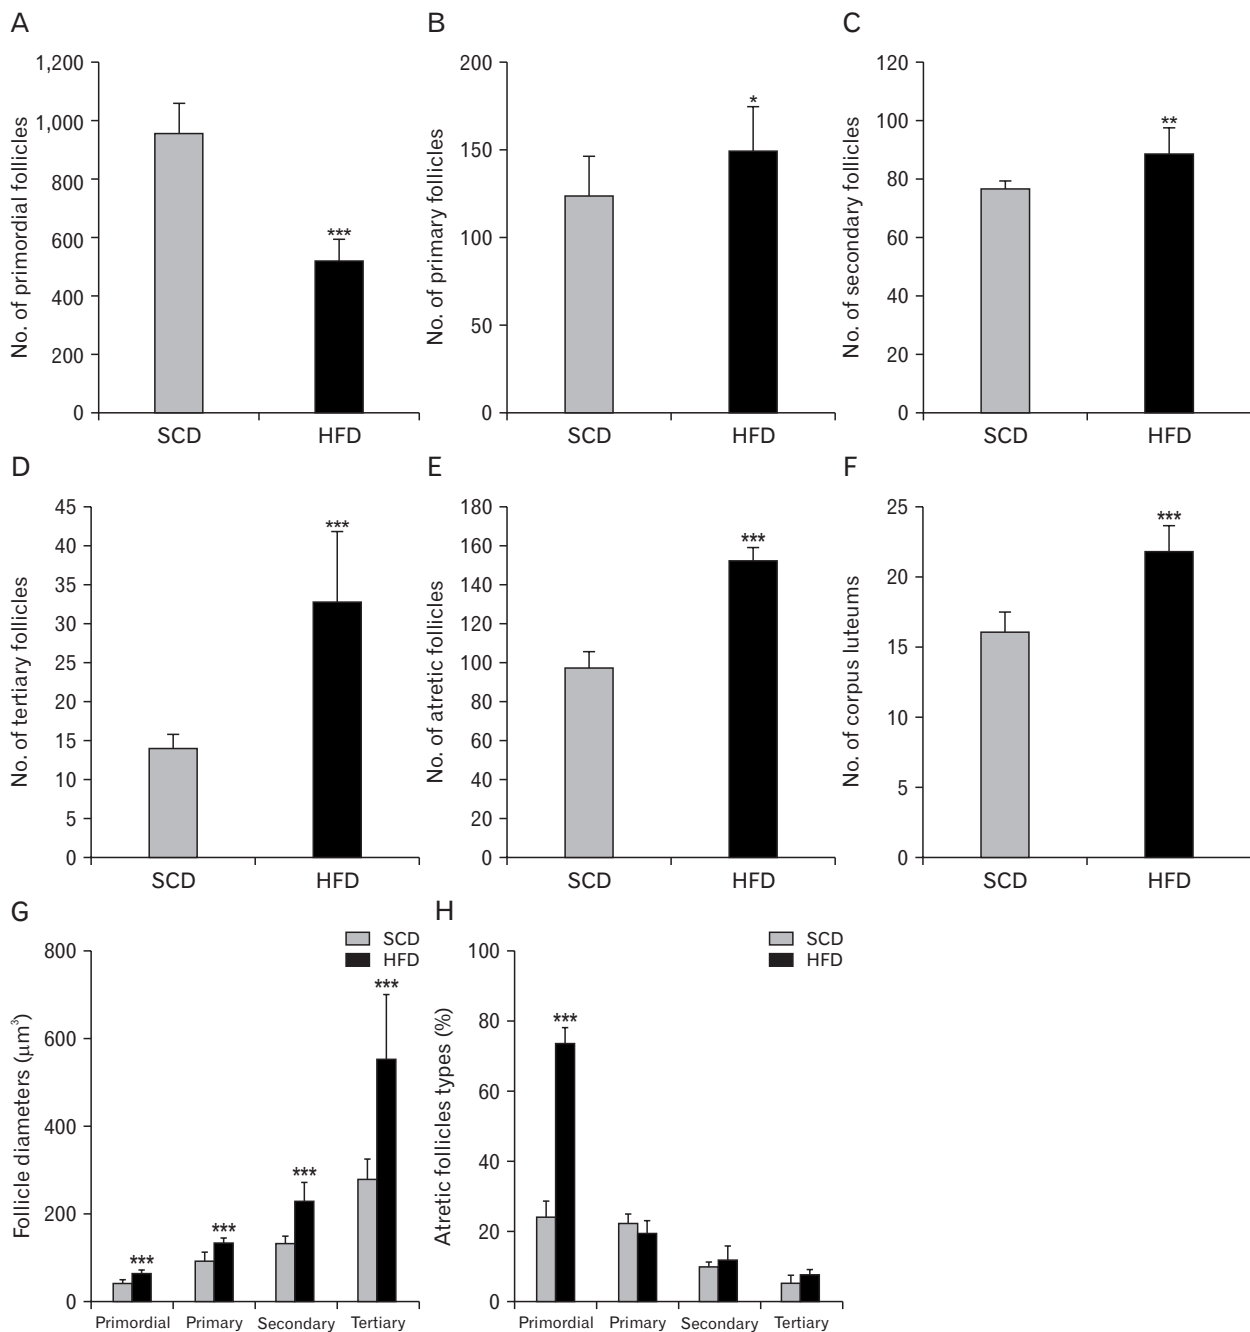 A
No. of primordial follicles
1,200
1,000
800
600
400
200
0
***
SCD
HFD
B
No. of primary follicles
200
150
100
50
0
*
SCD
HFD
C
No. of secondary follicles
120
100
80
60
40
20
0
**
SCD
HFD
D
No. of tertiary follicles
45
40
35
30
25
20
15
10
5
0
***
SCD
HFD
E
No. of atretic follicles
180
160
140
120
100
80
60
40
20
0
***
SCD
HFD
F
No. of corpus luteums
25
20
15
10
5
0
***
SCD
HFD
G
Follicle diameters (μm³)
SCD
HFD
800
600
400
200
0
***
***
***
***
Primordial
Primary
Secondary
Tertiary
H
Atretic follicles types (%)
SCD
HFD
100
80
60
40
20
0
***
Primordial
Primary
Secondary
Tertiary